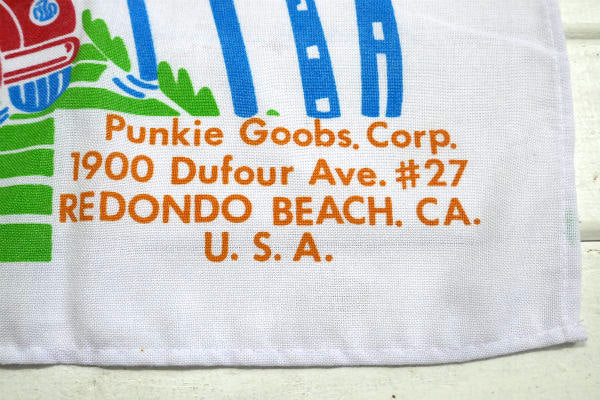 Punkie Goobs. Corp.
1900 Dufour Ave. #27
REDONDO BEACH. CA.
U. S. A.